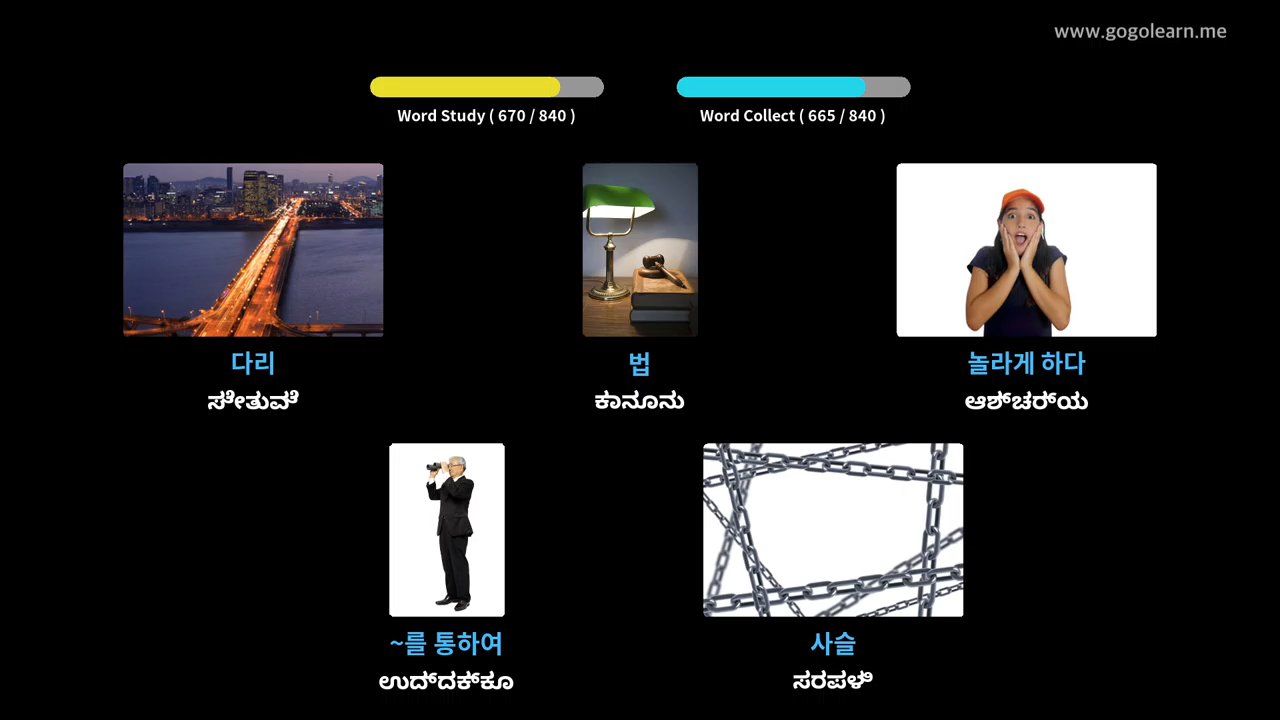 www.gogolearn.me
Word Study ( 670 / 840 )
Word Collect ( 665 / 840 )
다리
ಸೇತುವೆ
법
ಕಾನೂನು
놀라게 하다
ಆಶ್ಚರ್ಯ
~를 통하여
ಉದ್ದಕ್ಕೂ
사슬
ಸರಪಳಿ